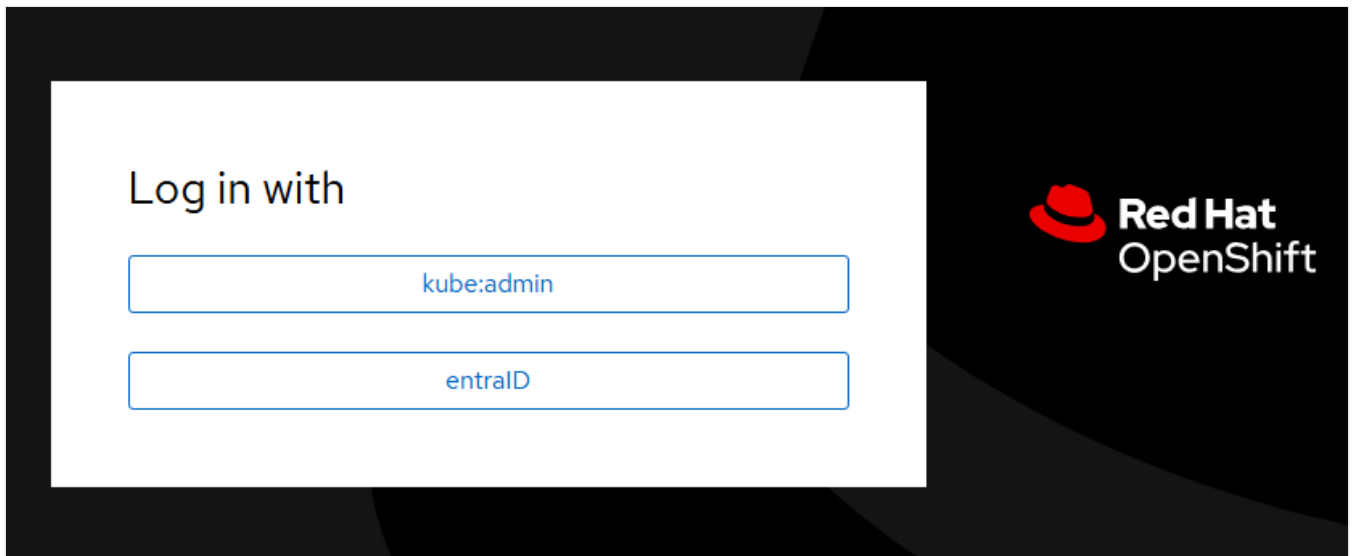 Log in with
kube:admin
entraID
Red Hat
OpenShift